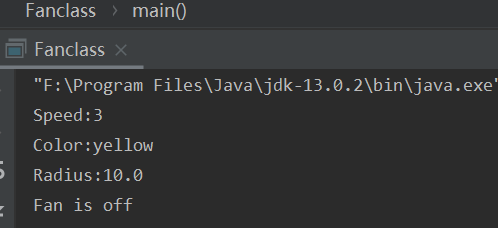 Fanclass › main()
Fanclass ×
"F:\Program Files\Java\jdk-13.0.2\bin\java.exe"
Speed:3
Color:yellow
Radius:10.0
Fan is off